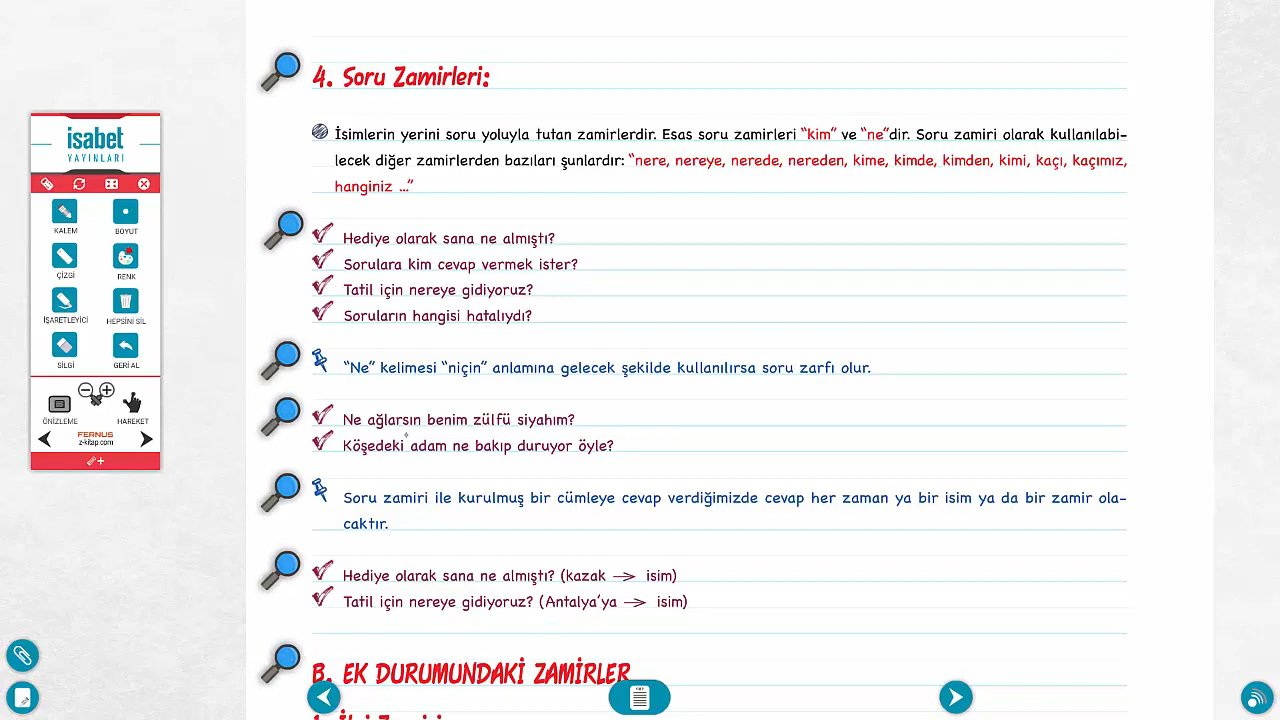 4. Soru Zamirleri:
İsimlerin yerini soru yoluyla tutan zamirlerdir. Esas soru zamirleri "kim" ve "ne"dir. Soru zamiri olarak kullanılabi-
lecek diğer zamirlerden bazıları şunlardır: "nere, nereye, nerede, nereden, kime, kimde, kimden, kimi, kaçı, kaçımız,
hanginiz ..."
Hediye olarak sana ne almıştı?
Sorulara kim cevap vermek ister?
Tatil için nereye gidiyoruz?
Soruların hangisi hatalıydı?
"Ne" kelimesi "niçin" anlamına gelecek şekilde kullanılırsa soru zarfı olur.
Ne ağlarsın benim zülfü siyahım?
Köşedeki adam ne bakıp duruyor öyle?
Soru zamiri ile kurulmuş bir cümleye cevap verdiğimizde cevap her zaman ya bir isim ya da bir zamir ola-
caktır.
Hediye olarak sana ne almıştı? (kazak → isim)
Tatil için nereye gidiyoruz? (Antalya'ya → isim)
B. EK DURUMUNDAKİ ZAMİRLER
isabet
YAYINLARI
KALEM
BOYUT
ÇİZGİ
RENK
İŞARETLEYİCİ
HEPSİNİ SİL
SİLGİ
GERİ AL
ÖNİZLEME
HAREKET
FERNUS
z-kitap.com